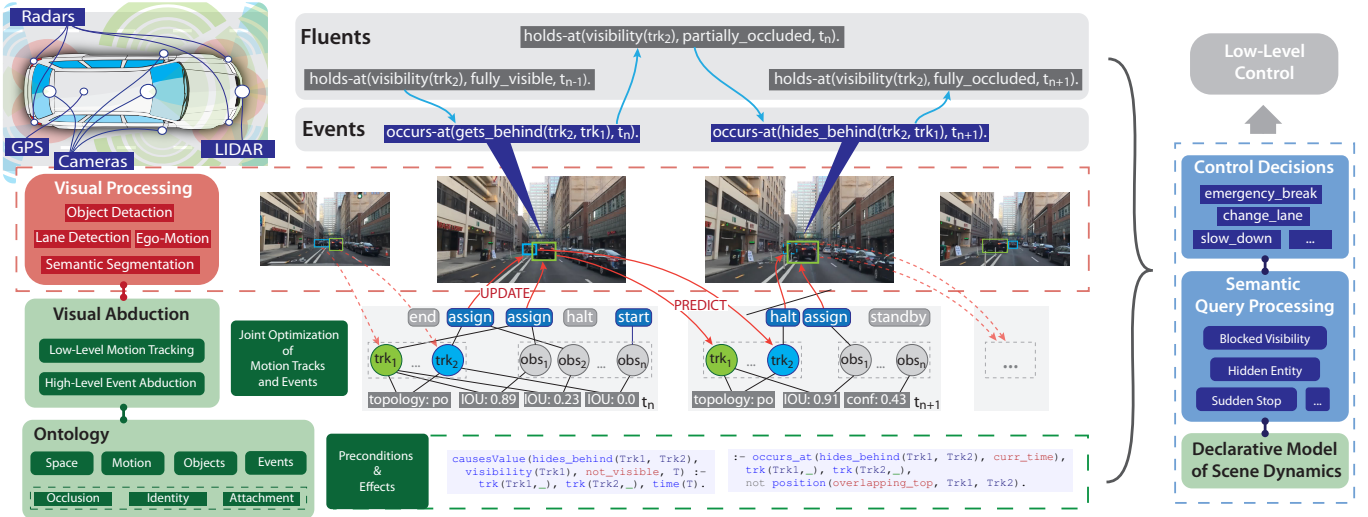 Radars
GPS
Cameras
LIDAR
Fluents
holds-at(visibility(trk2), partially_occluded, tn).
holds-at(visibility(trk2), fully_visible, tn-1).
holds-at(visibility(trk2), fully_occluded, tn+1).
Events
occurs-at(gets_behind(trk2, trk1), tn).
occurs-at(hides_behind(trk2, trk1), tn+1).
Visual Processing
Object Detaction
Lane Detection
Ego-Motion
Semantic Segmentation
UPDATE
PREDICT
Visual Abduction
Low-Level Motion Tracking
High-Level Event Abduction
Joint Optimization
of
Motion Tracks
and Events
end
assign
assign
halt
start
trk1
...
trk2
obs1
obs2
...
obsn
topology: po
IOU: 0.89
IOU: 0.23
IOU: 0.0
tn
halt
assign
standby
trk1
...
trk2
obs1
...
obsn
topology: po
IOU: 0.91
conf: 0.43
tn+1
...
Ontology
Space
Motion
Objects
Events
Occlusion
Identity
Attachment
Preconditions
&
Effects
causesValue(hides_behind(Trk1, Trk2),
visibility(Trk1), not_visible, T) :-
trk(Trk1,_), trk(Trk2,_), time(T).
:- occurs_at(hides_behind(Trk1, Trk2), curr_time),
trk(Trk1,_), trk(Trk2,_),
not position(overlapping_top, Trk1, Trk2).
Low-Level
Control
Control Decisions
emergency_break
change_lane
slow_down
...
Semantic
Query Processing
Blocked Visibility
Hidden Entity
Sudden Stop
...
Declarative Model
of Scene Dynamics